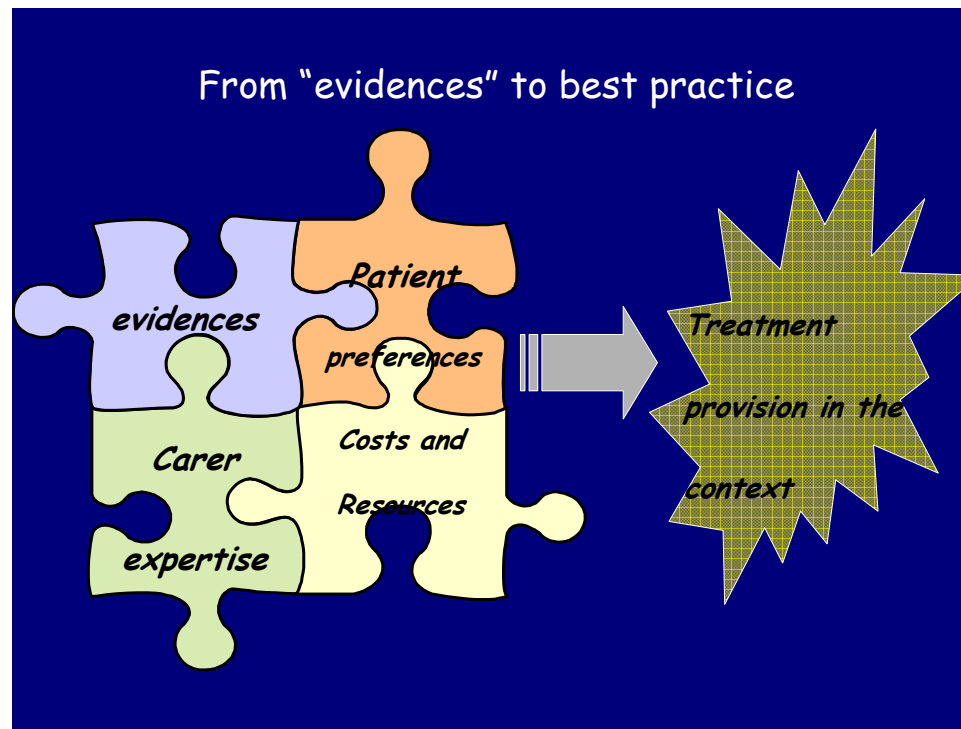 From “evidences” to best practice
evidences
Patient
preferences
Carer
expertise
Costs and
Resources
Treatment
provision in the
context